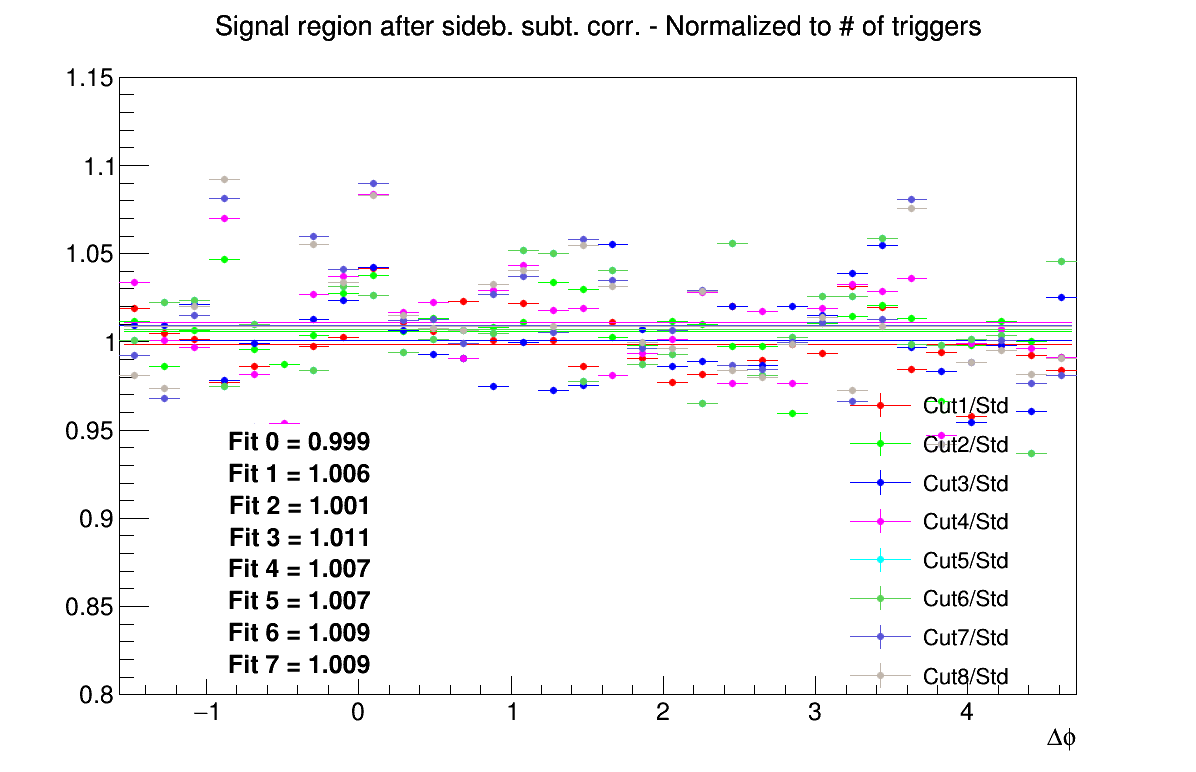 Signal region after sideb. subt. corr. - Normalized to # of triggers
1.15
1.1
1.05
1
0.95
0.9
0.85
0.8
Fit 0 = 0.999
Fit 1 = 1.006
Fit 2 = 1.001
Fit 3 = 1.011
Fit 4 = 1.007
Fit 5 = 1.007
Fit 6 = 1.009
Fit 7 = 1.009
Cut1/Std
Cut2/Std
Cut3/Std
Cut4/Std
Cut5/Std
Cut6/Std
Cut7/Std
Cut8/Std
−1 0 1 2 3 4
Δϕ